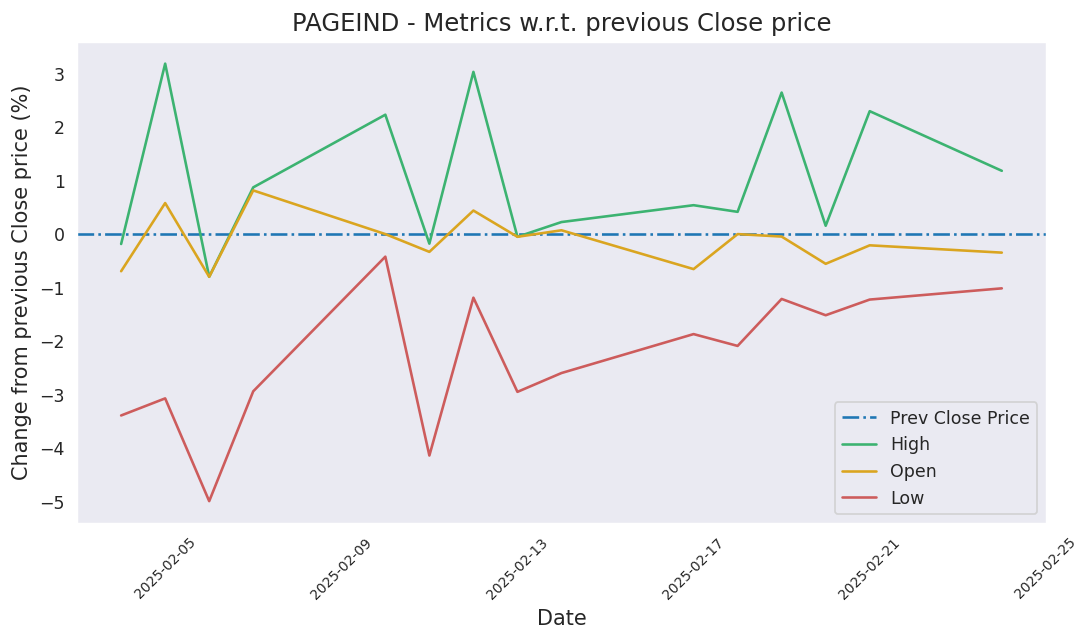 PAGEIND - Metrics w.r.t. previous Close price
Change from previous Close price (%)
3
2
1
0
−1
−2
−3
−4
−5
Prev Close Price
High
Open
Low
2025-02-05
2025-02-09
2025-02-13
2025-02-17
2025-02-21
2025-02-25
Date